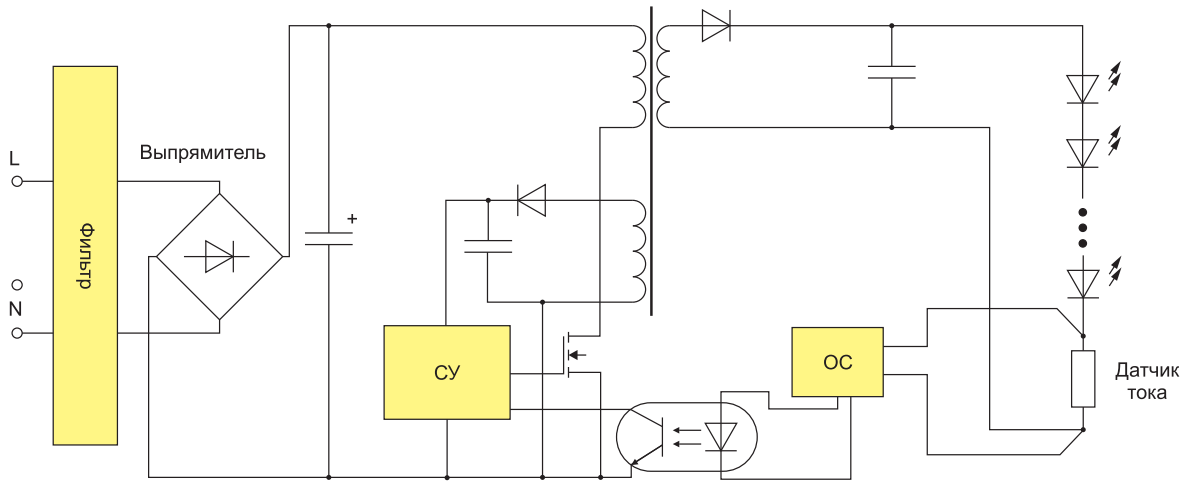 Выпрямитель
L
Фильтр
N
+
СУ
ОС
Датчик
тока